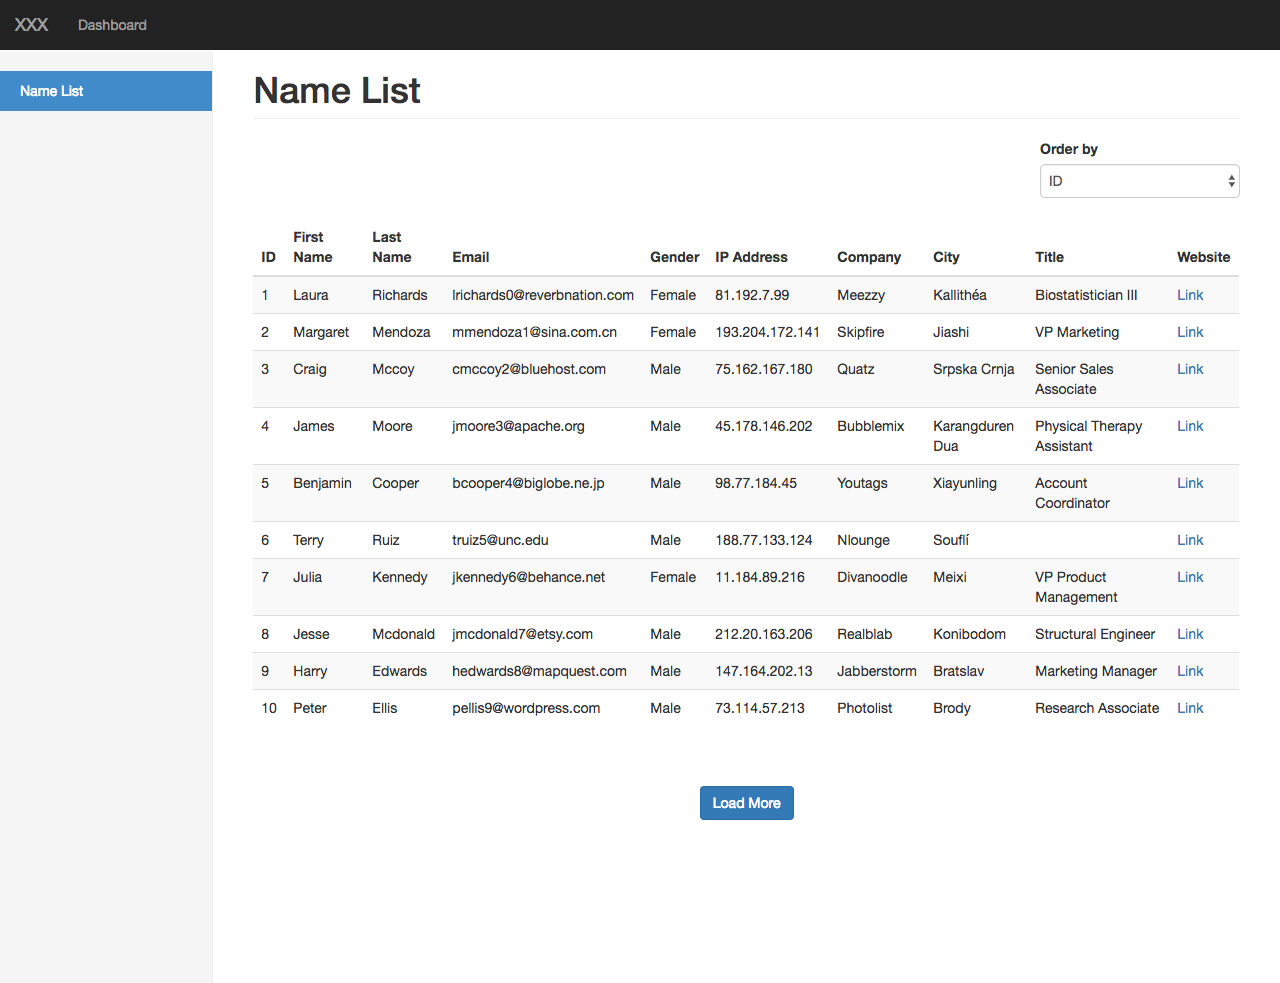 XXX Dashboard
Name List
Name List
Order by
ID
ID First Name Last Name Email Gender IP Address Company City Title Website
1 Laura Richards lrichards0@reverbnation.com Female 81.192.7.99 Meezzy Kallithéa Biostatistician III Link
2 Margaret Mendoza mmendoza1@sina.com.cn Female 193.204.172.141 Skipfire Jiashi VP Marketing Link
3 Craig Mccoy cmccoy2@bluehost.com Male 75.162.167.180 Quatz Srpska Crnja Senior Sales Associate Link
4 James Moore jmoore3@apache.org Male 45.178.146.202 Bubblemix Karangduren Dua Physical Therapy Assistant Link
5 Benjamin Cooper bcooper4@biglobe.ne.jp Male 98.77.184.45 Youtags Xiayunling Account Coordinator Link
6 Terry Ruiz truiz5@unc.edu Male 188.77.133.124 Nlounge Souflí Link
7 Julia Kennedy jkennedy6@behance.net Female 11.184.89.216 Divanoodle Meixi VP Product Management Link
8 Jesse Mcdonald jmcdonald7@etsy.com Male 212.20.163.206 Realblab Konibodom Structural Engineer Link
9 Harry Edwards hedwards8@mapquest.com Male 147.164.202.13 Jabberstorm Bratslav Marketing Manager Link
10 Peter Ellis pellis9@wordpress.com Male 73.114.57.213 Photolist Brody Research Associate Link
Load More